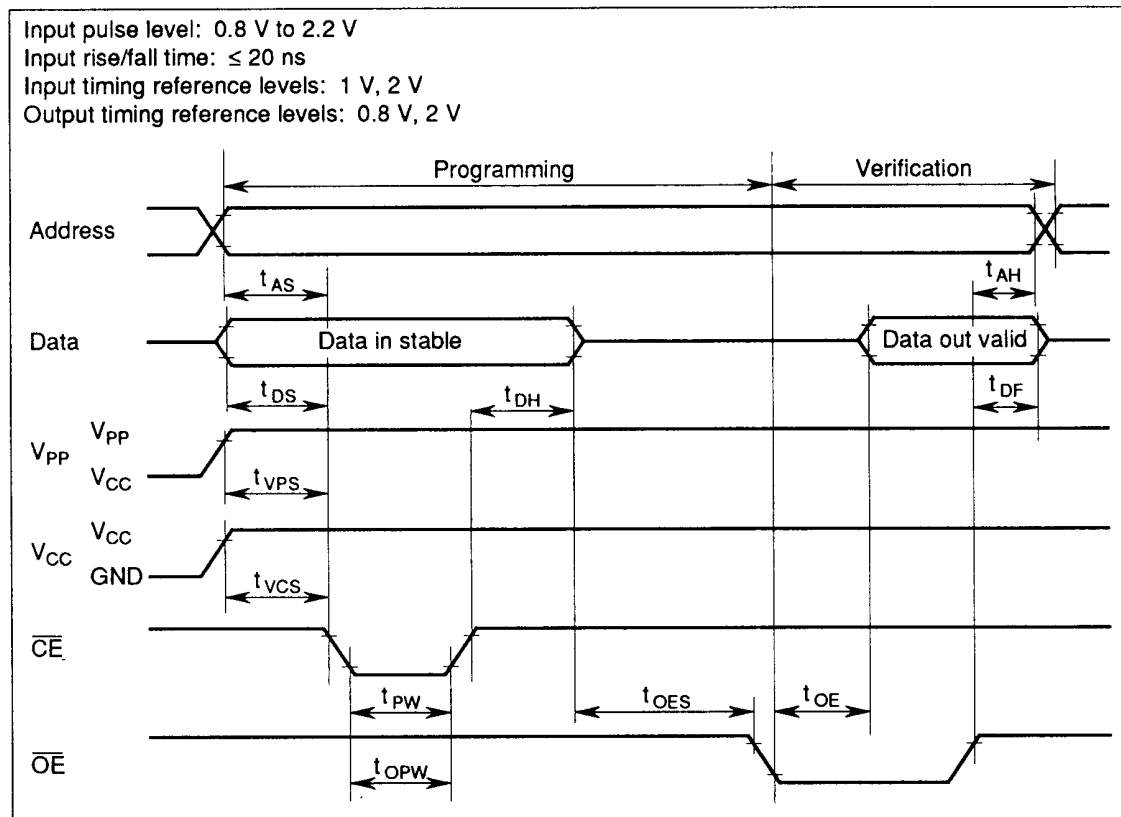 Input pulse level: 0.8 V to 2.2 V
Input rise/fall time: ≤ 20 ns
Input timing reference levels: 1 V, 2 V
Output timing reference levels: 0.8 V, 2 V
Programming Verification
Address
tAS tAH
Data Data in stable Data out valid
tDS tDH tDF
VPP VPP
VCC
tVPS
VCC VCC
GND
tVCS
C̅E̅
tPW tOES tOE
O̅E̅
tOPW